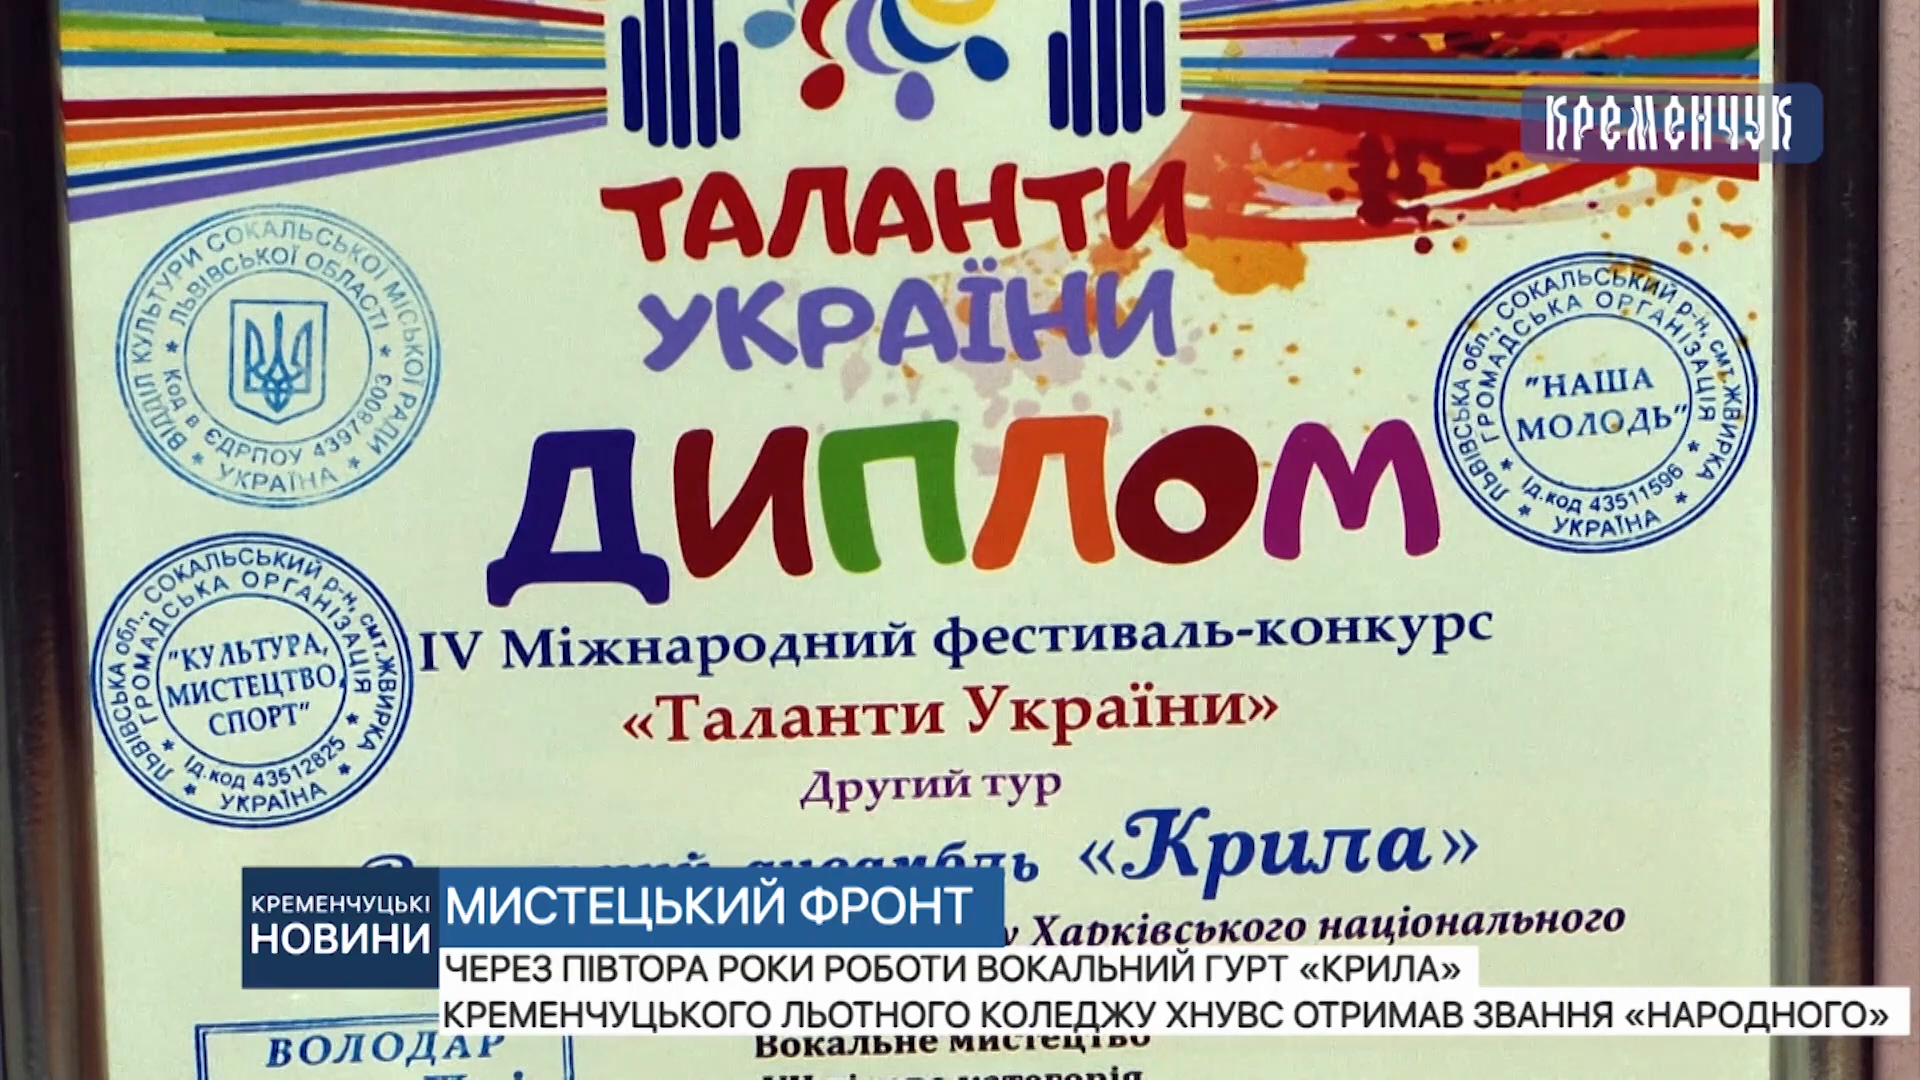 КРЕМЕНЧУК
ТАЛАНТИ
УКРАЇНИ
ВІДДІЛ КУЛЬТУРИ СОКАЛЬСЬКОЇ МІСЬКОЇ РАДИ
* ЛЬВІВСЬКОЇ ОБЛАСТІ *
Код в ЄДРПОУ 43978003
* УКРАЇНА *
ЛЬВІВСЬКА обл., СОКАЛЬСЬКИЙ р-н, смт.ЖВИРКА
* ГРОМАДСЬКА ОРГАНІЗАЦІЯ *
"НАША
МОЛОДЬ"
Ід.код 43511596
* УКРАЇНА *
ДИПЛОМ
ЛЬВІВСЬКА обл., СОКАЛЬСЬКИЙ р-н, смт.ЖВИРКА
* ГРОМАДСЬКА ОРГАНІЗАЦІЯ *
"КУЛЬТУРА,
МИСТЕЦТВО,
СПОРТ"
Ід.код 43512825
* УКРАЇНА *
IV Міжнародний фестиваль-конкурс
«Таланти України»
Другий тур
ансамбль «Крила»
Харківського національного
КРЕМЕНЧУЦЬКІ
НОВИНИ
МИСТЕЦЬКИЙ ФРОНТ
ЧЕРЕЗ ПІВТОРА РОКИ РОБОТИ ВОКАЛЬНИЙ ГУРТ «КРИЛА»
КРЕМЕНЧУЦЬКОГО ЛЬОТНОГО КОЛЕДЖУ ХНУВС ОТРИМАВ ЗВАННЯ «НАРОДНОГО»
ВОЛОДАР
Вокальне мистецтво
категорія